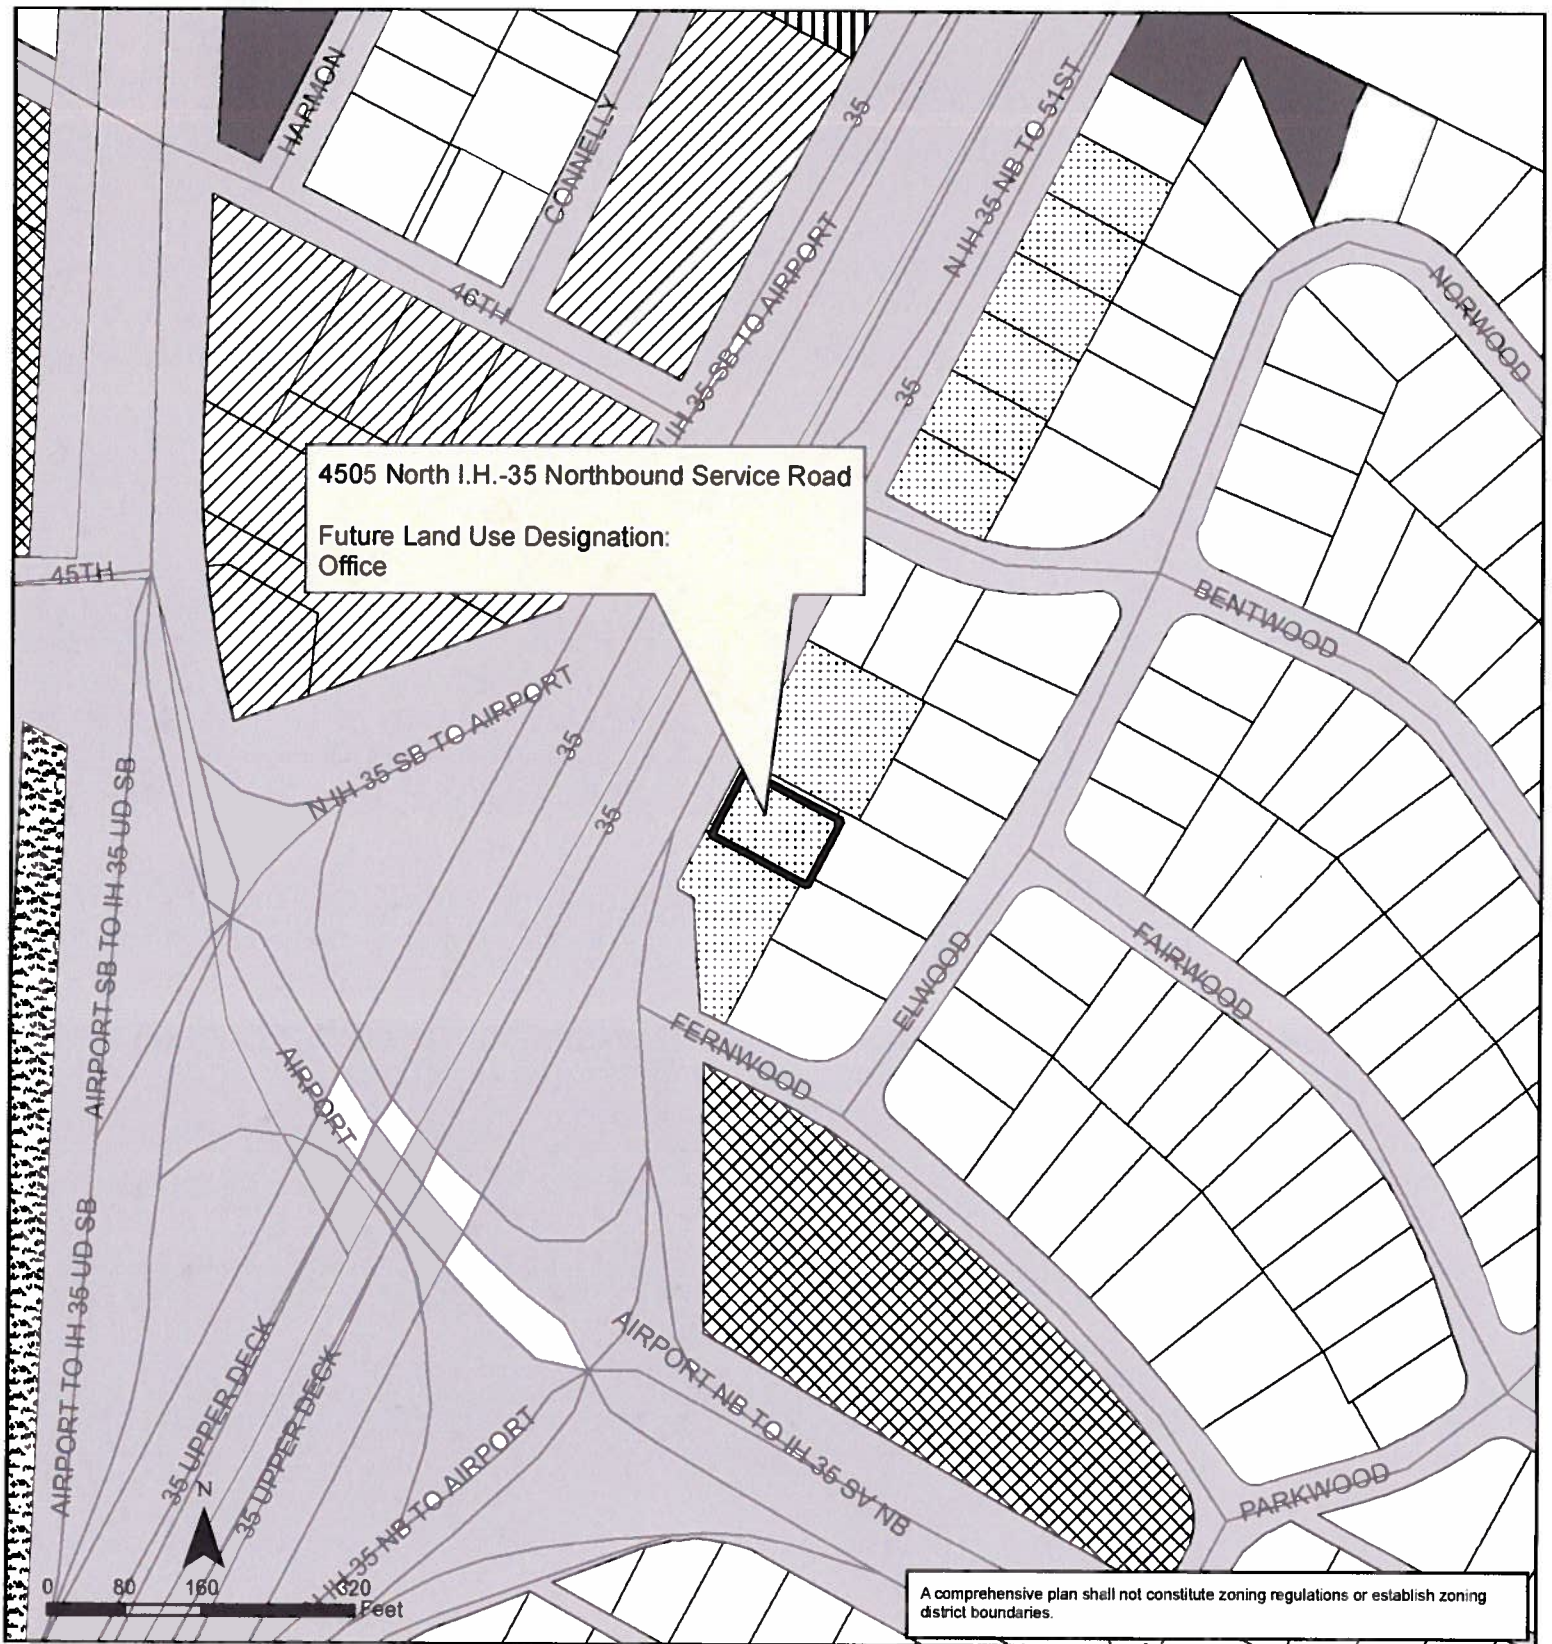 HARMON
CONNELLY
35
N IH 35 NB TO 51ST
46TH
IH 35 SB TO AIRPORT
35
NORWOOD
4505 North I.H.-35 Northbound Service Road
Future Land Use Designation:
Office
45TH
BENTWOOD
N IH 35 SB TO AIRPORT
35
35
AIRPORT SB TO IH 35 UD SB
ELWOOD
FAIRWOOD
FERNWOOD
AIRPORT
AIRPORT TO IH 35 UD SB
35 UPPER DECK
35 UPPER DECK
AIRPORT NB TO IH 35 SV NB
IH 35 NB TO AIRPORT
PARKWOOD
N
0 80 160 320
Feet
A comprehensive plan shall not constitute zoning regulations or establish zoning
district boundaries.